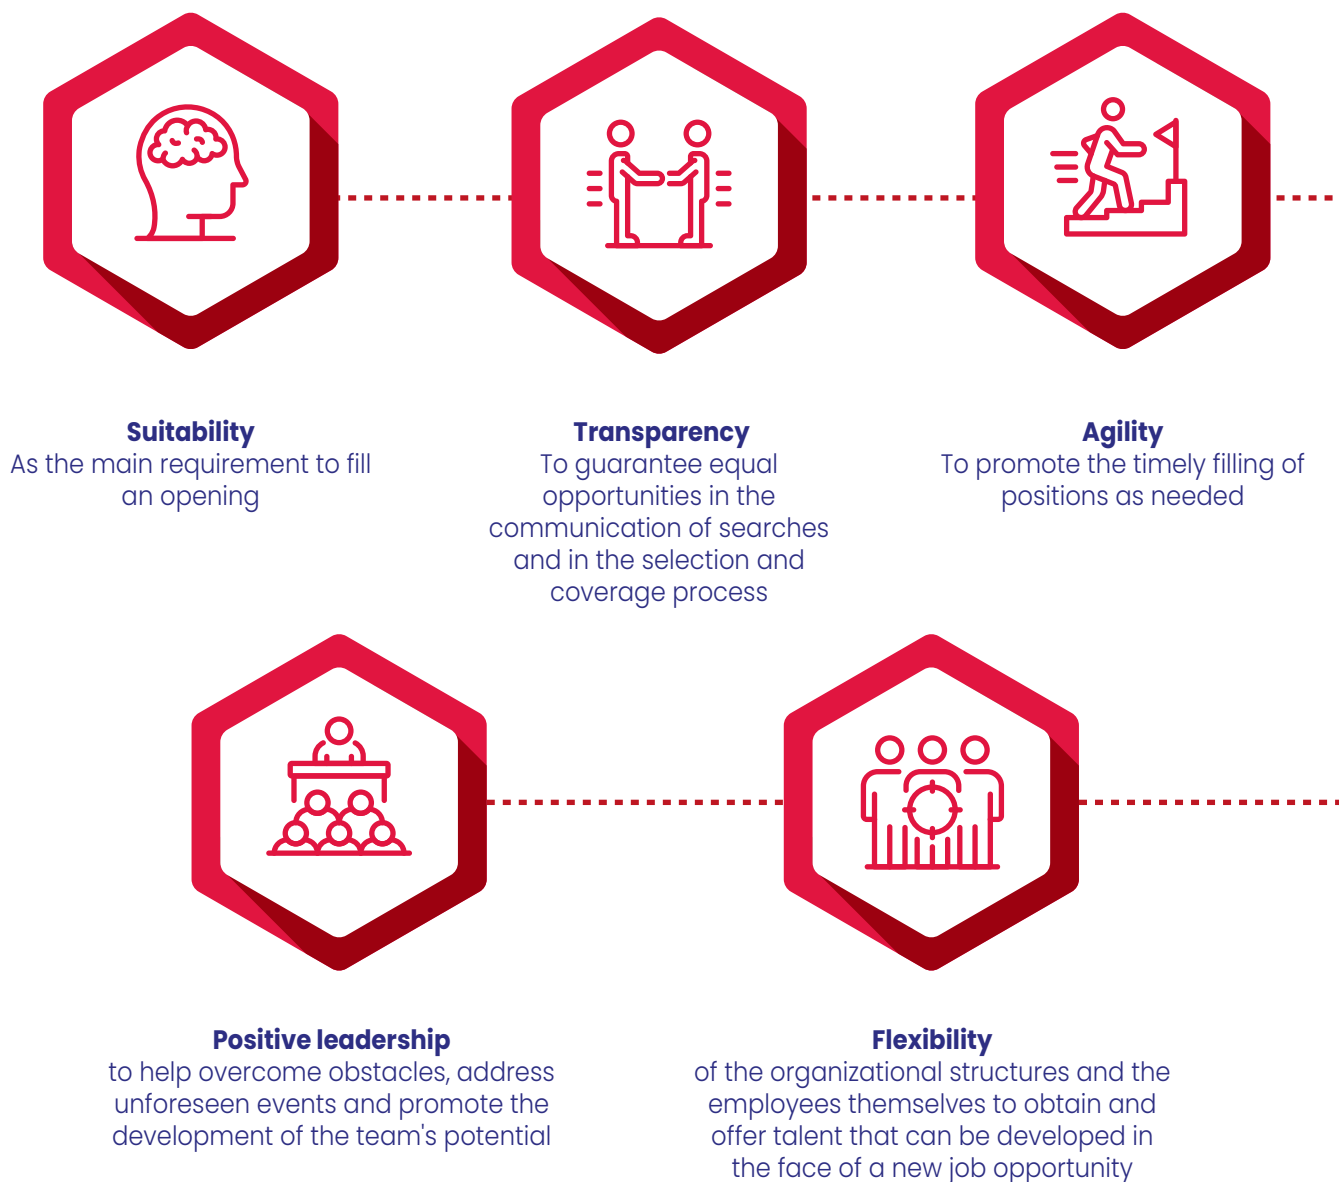 Suitability
As the main requirement to fill
an opening
Transparency
To guarantee equal
opportunities in the
communication of searches
and in the selection and
coverage process
Agility
To promote the timely filling of
positions as needed
Positive leadership
to help overcome obstacles, address
unforeseen events and promote the
development of the team's potential
Flexibility
of the organizational structures and the
employees themselves to obtain and
offer talent that can be developed in
the face of a new job opportunity